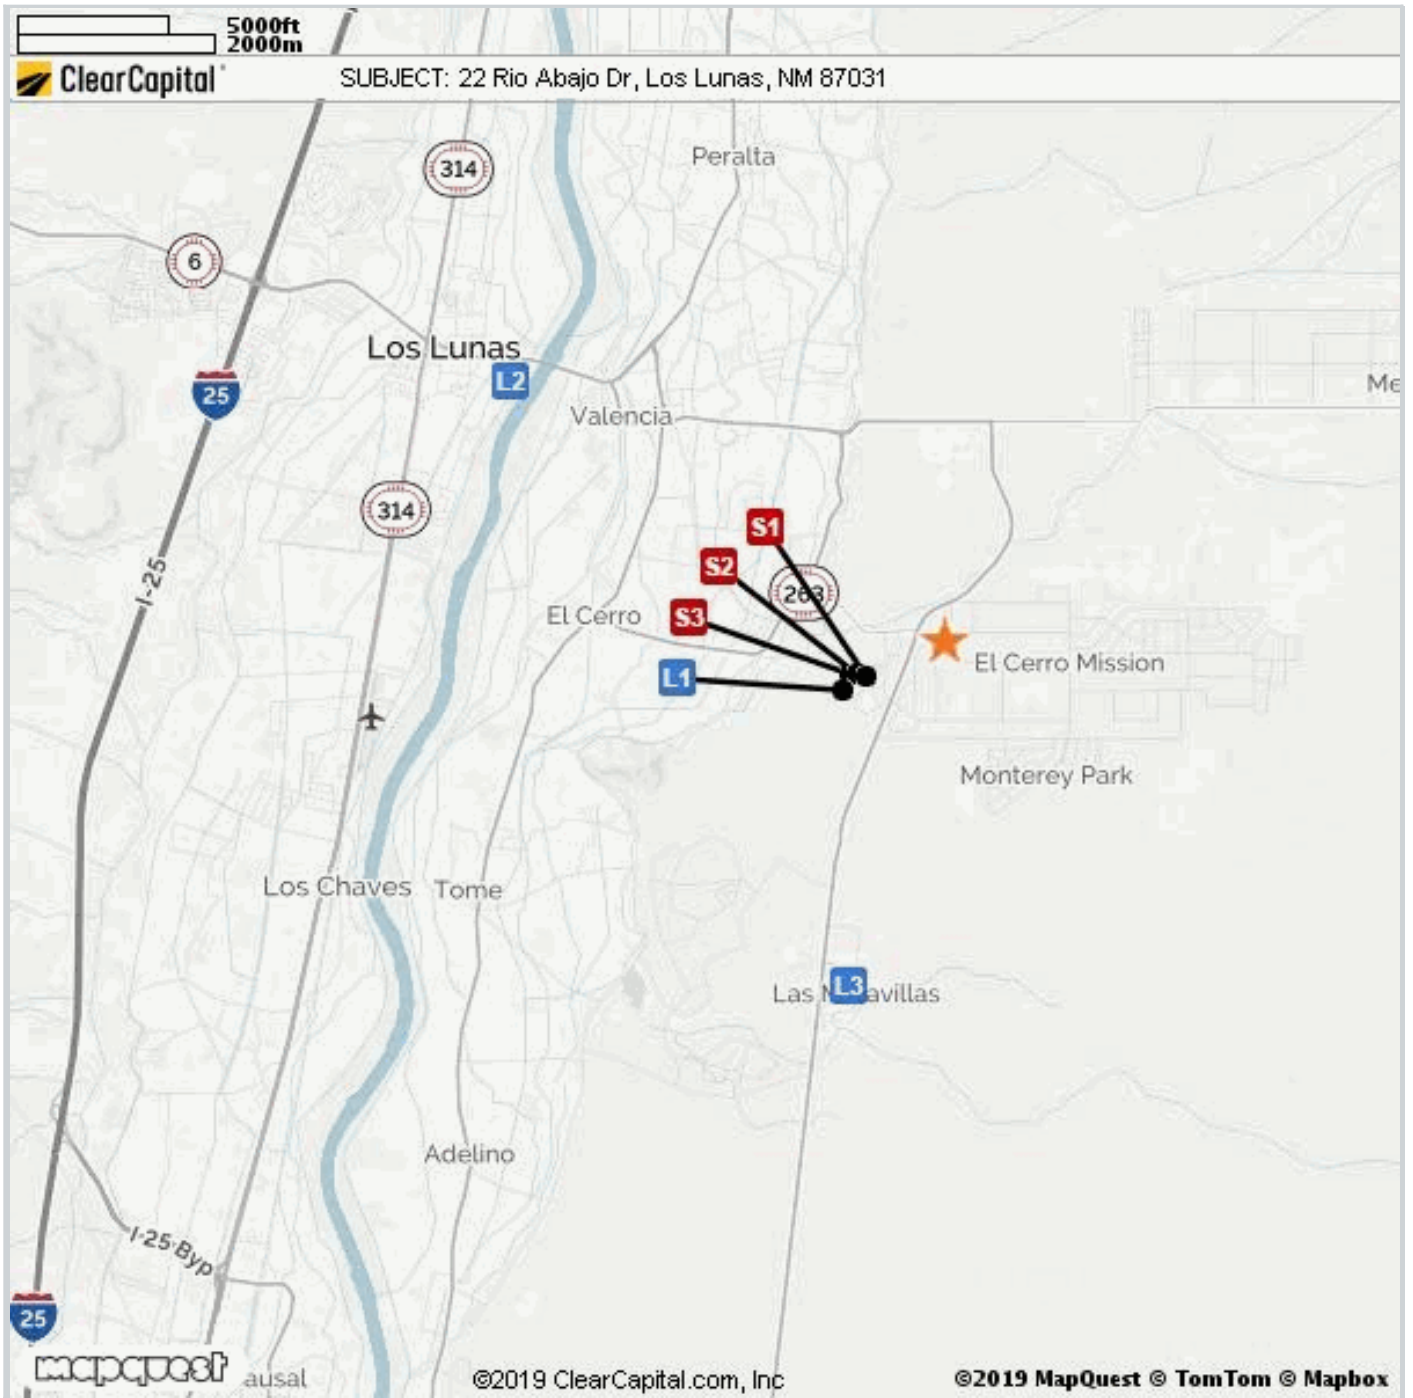 5000ft
2000m
ClearCapital
SUBJECT: 22 Rio Abajo Dr, Los Lunas, NM 87031
314
Peralta
6
Los Lunas
L2
25
Me
Valencia
314
S1
S2
263
I-25
El Cerro
S3
El Cerro Mission
L1
Monterey Park
Los Chaves
Tome
L3
Las M avillas
Adelino
I-25 Byp
25
mapquest
ausal
©2019 ClearCapital.com, Inc
©2019 MapQuest © TomTom © Mapbox